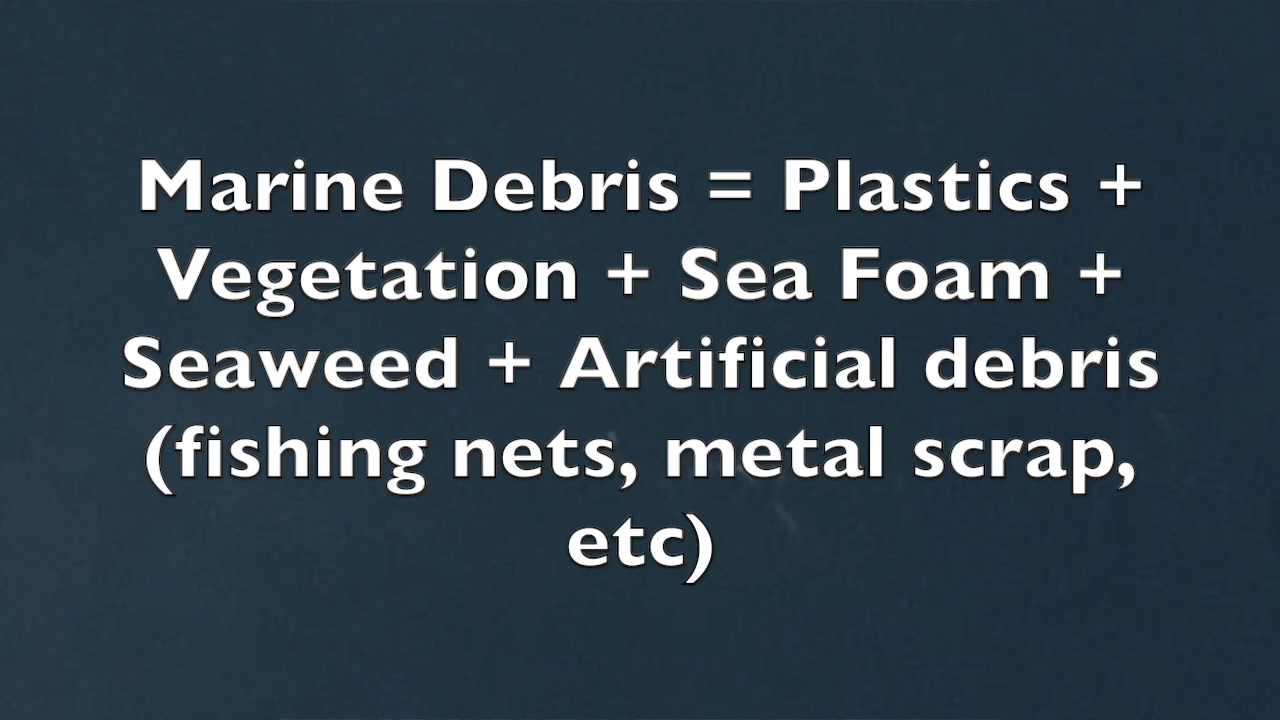 Marine Debris = Plastics +
Vegetation + Sea Foam +
Seaweed + Artificial debris
(fishing nets, metal scrap,
etc)